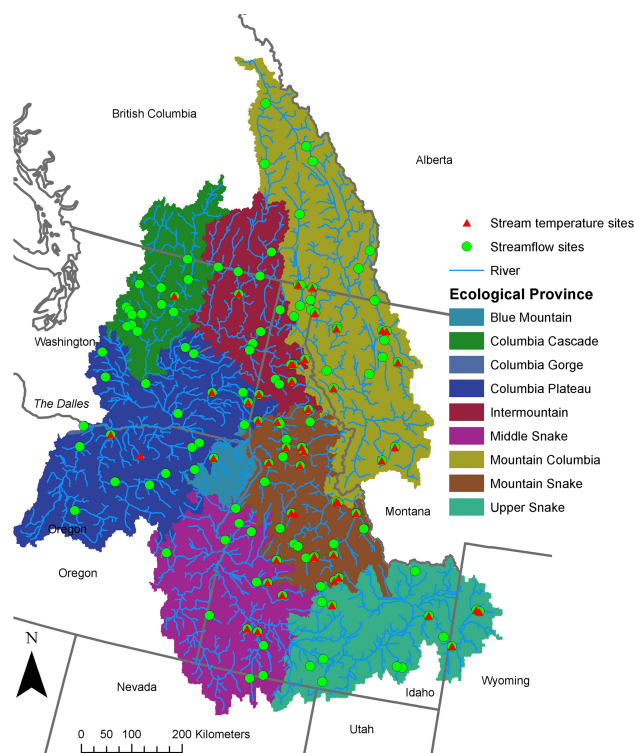 British Columbia
Alberta
Stream temperature sites
Streamflow sites
River
Ecological Province
Blue Mountain
Columbia Cascade
Columbia Gorge
Columbia Plateau
Intermountain
Middle Snake
Mountain Columbia
Mountain Snake
Upper Snake
Washington
The Dalles
Montana
Oregon
Oregon
N
Nevada
Idaho
Wyoming
Utah
0 50 100 200 Kilometers